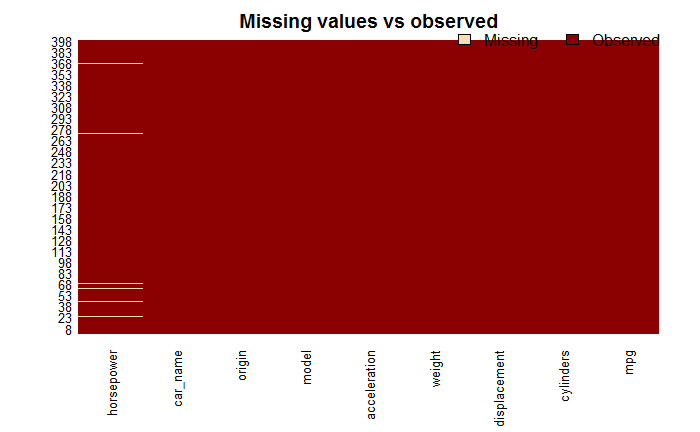 Missing values vs observed
Missing Observed
398
383
368
353
338
323
308
293
278
263
248
233
218
203
188
173
158
143
128
113
98
83
68
53
38
23
8
horsepower
car_name
origin
model
acceleration
weight
displacement
cylinders
mpg